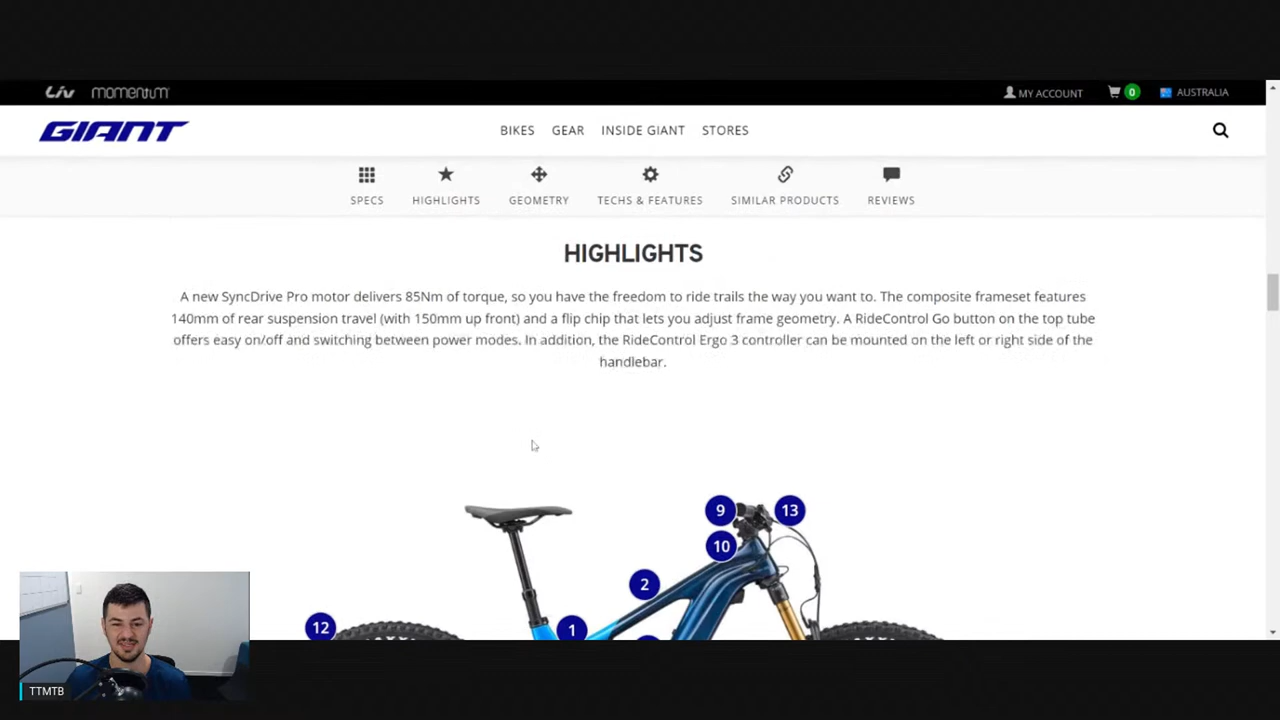 Liv momentum
MY ACCOUNT 0 AUSTRALIA
GIANT BIKES GEAR INSIDE GIANT STORES
SPECS HIGHLIGHTS GEOMETRY TECHS & FEATURES SIMILAR PRODUCTS REVIEWS
HIGHLIGHTS
A new SyncDrive Pro motor delivers 85Nm of torque, so you have the freedom to ride trails the way you want to. The composite frameset features
140mm of rear suspension travel (with 150mm up front) and a flip chip that lets you adjust frame geometry. A RideControl Go button on the top tube
offers easy on/off and switching between power modes. In addition, the RideControl Ergo 3 controller can be mounted on the left or right side of the
handlebar.
9 13
10
2
12 1
TTMTB